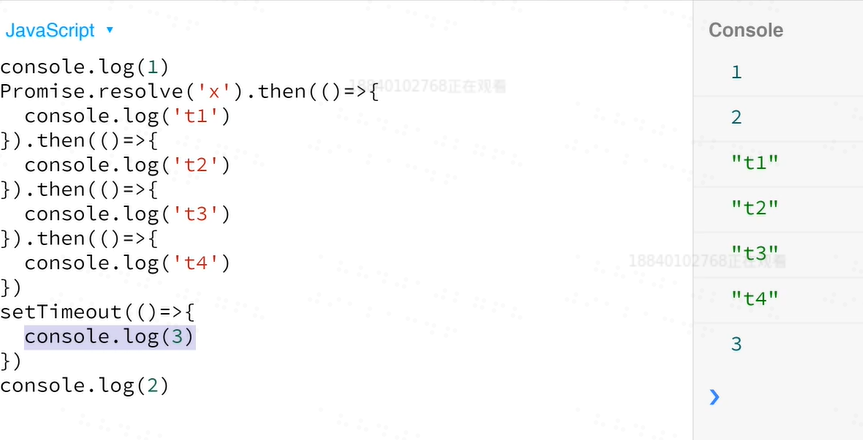 JavaScript ▾
console.log(1)
Promise.resolve('x').then(()=>{
  console.log('t1')
}).then(()=>{
  console.log('t2')
}).then(()=>{
  console.log('t3')
}).then(()=>{
  console.log('t4')
})
setTimeout(()=>{
  console.log(3)
})
console.log(2)
Console
1
2
"t1"
"t2"
"t3"
"t4"
3
❯
18840102768正在观看
18840102768正在观看